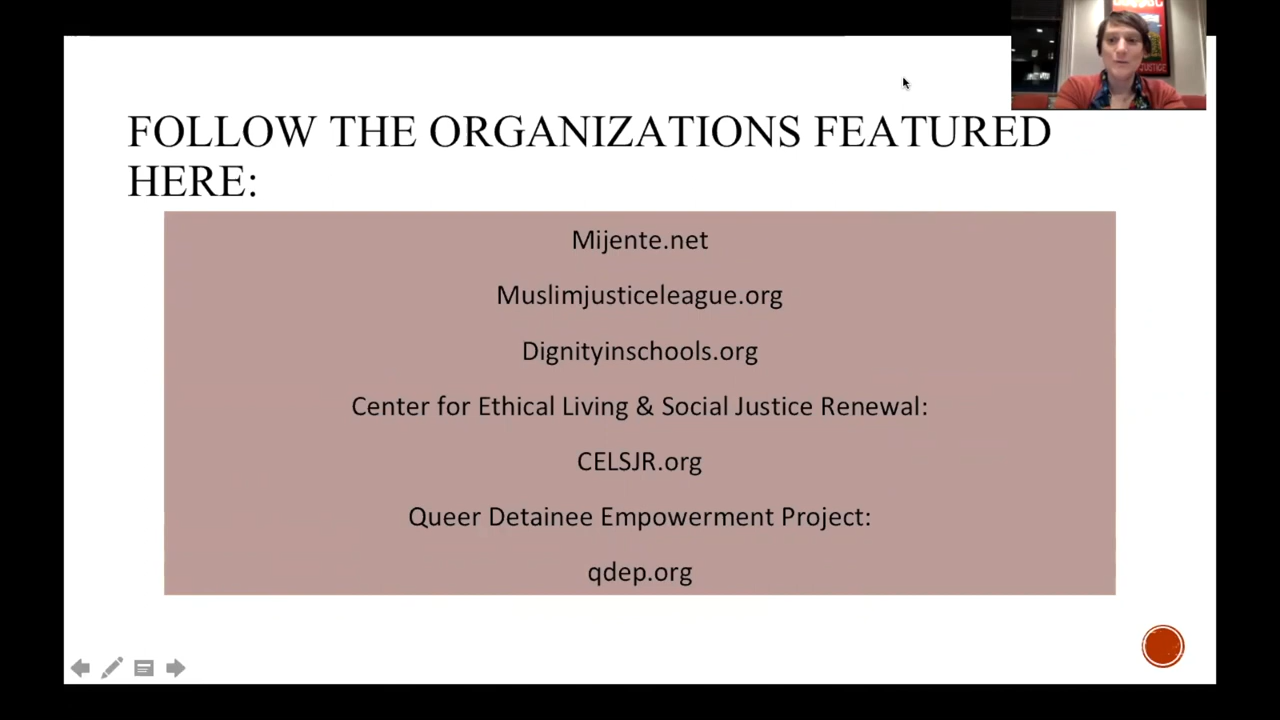 FOLLOW THE ORGANIZATIONS FEATURED
HERE:
Mijente.net
Muslimjusticeleague.org
Dignityinschools.org
Center for Ethical Living & Social Justice Renewal:
CELSJR.org
Queer Detainee Empowerment Project:
qdep.org
JUSTICE